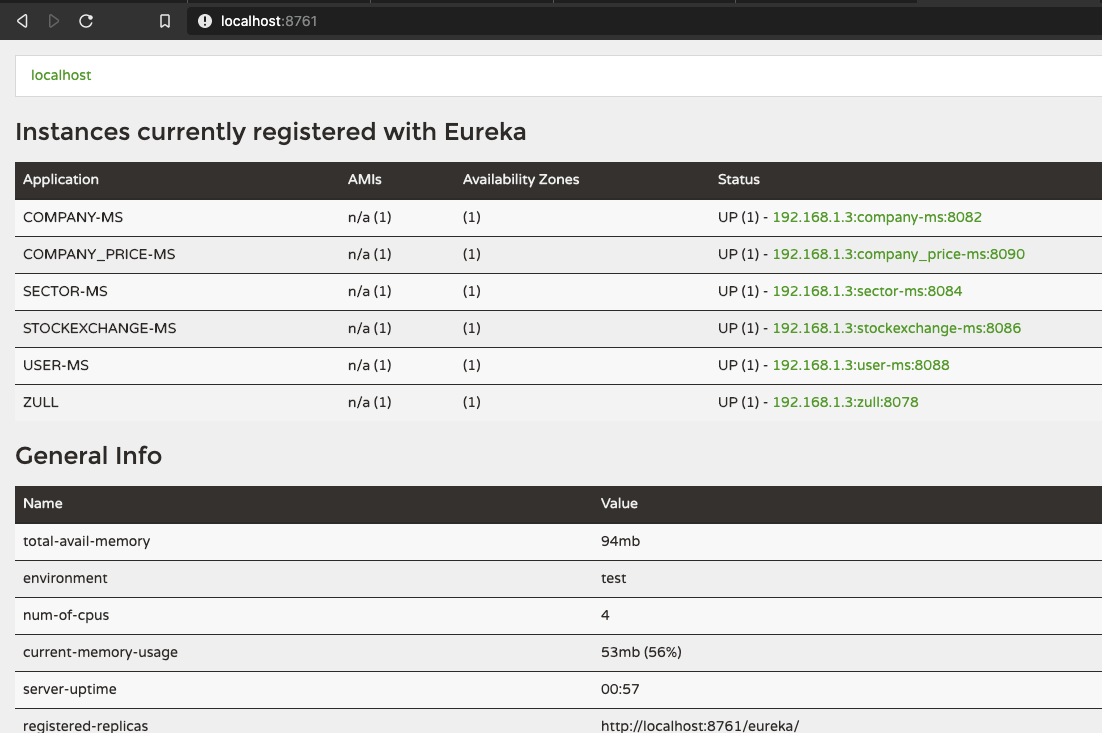 localhost:8761
localhost
Instances currently registered with Eureka
Application AMIs Availability Zones Status
COMPANY-MS n/a (1) (1) UP (1) - 192.168.1.3:company-ms:8082
COMPANY_PRICE-MS n/a (1) (1) UP (1) - 192.168.1.3:company_price-ms:8090
SECTOR-MS n/a (1) (1) UP (1) - 192.168.1.3:sector-ms:8084
STOCKEXCHANGE-MS n/a (1) (1) UP (1) - 192.168.1.3:stockexchange-ms:8086
USER-MS n/a (1) (1) UP (1) - 192.168.1.3:user-ms:8088
ZULL n/a (1) (1) UP (1) - 192.168.1.3:zull:8078
General Info
Name Value
total-avail-memory 94mb
environment test
num-of-cpus 4
current-memory-usage 53mb (56%)
server-uptime 00:57
registered-replicas http://localhost:8761/eureka/